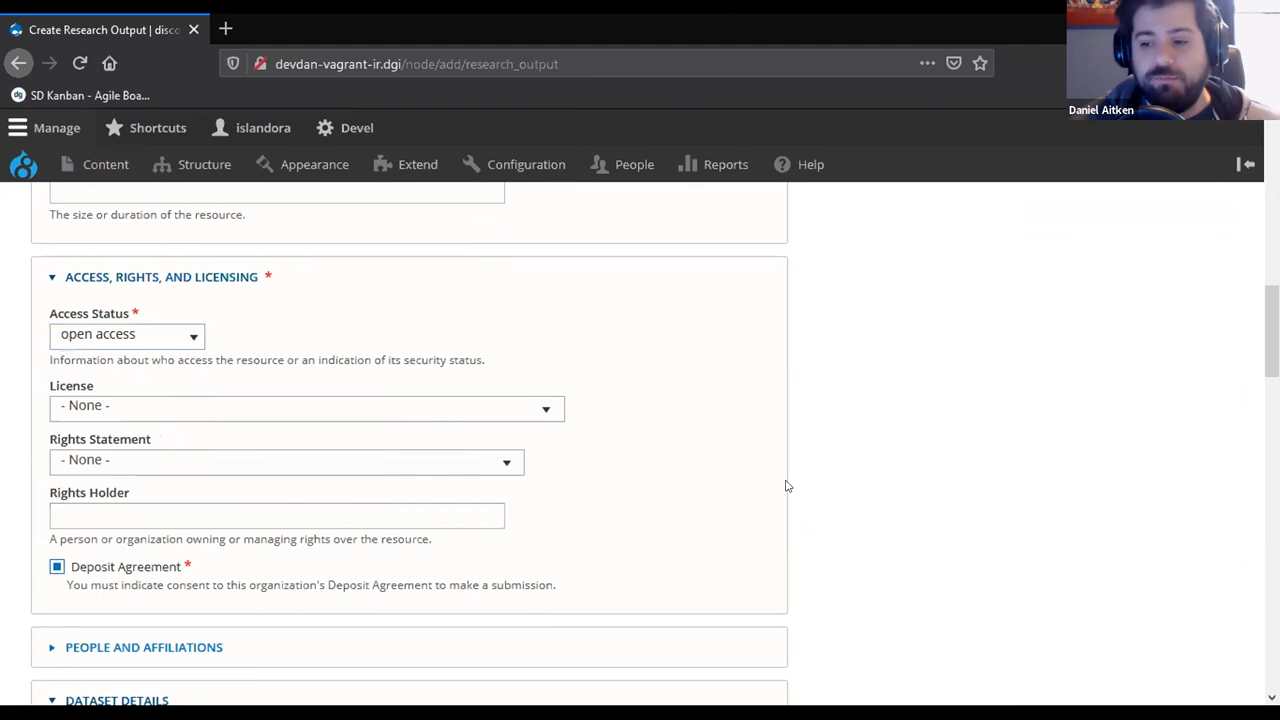 Create Research Output | disco
devdan-vagrant-ir.dgi/node/add/research_output
SD Kanban - Agile Boa...
Daniel Aitken
Manage Shortcuts islandora Devel
Content Structure Appearance Extend Configuration People Reports Help
The size or duration of the resource.
ACCESS, RIGHTS, AND LICENSING *
Access Status *
open access
Information about who access the resource or an indication of its security status.
License
- None -
Rights Statement
- None -
Rights Holder
A person or organization owning or managing rights over the resource.
Deposit Agreement *
You must indicate consent to this organization's Deposit Agreement to make a submission.
PEOPLE AND AFFILIATIONS
DATASET DETAILS